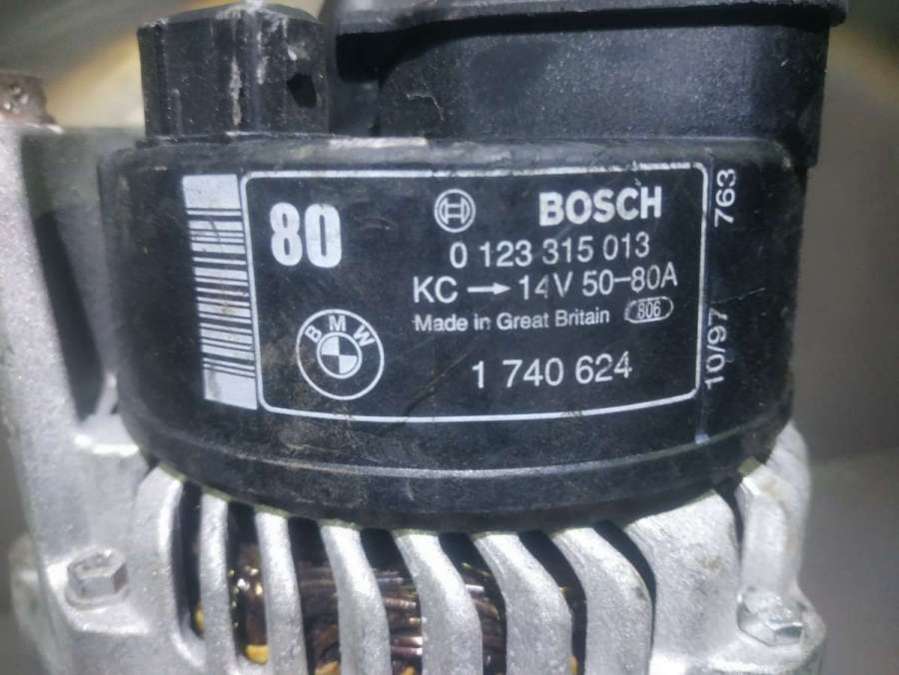 80
BOSCH
0 123 315 013
KC → 14V 50-80A
Made in Great Britain 806
BMW
1 740 624
10/97 763